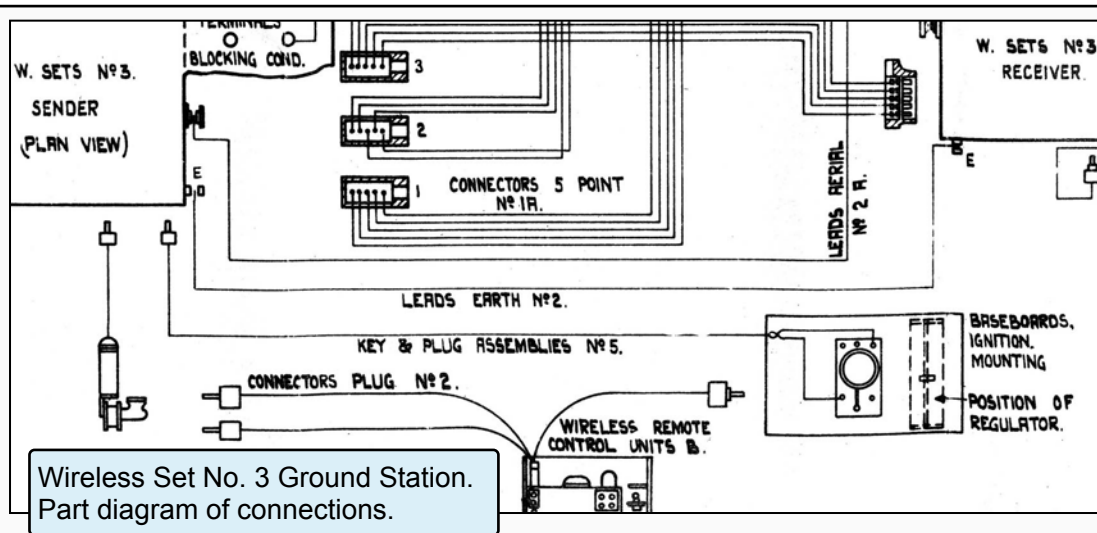 TERMINALS
BLOCKING COND.
W. SETS Nº3.
SENDER
(PLAN VIEW)
E
3
2
1
CONNECTORS 5 POINT
Nº 1A.
LEADS AERIAL
Nº 2 A.
W. SETS Nº3
RECEIVER.
E
LEADS EARTH Nº2.
KEY & PLUG ASSEMBLIES Nº5.
CONNECTORS PLUG Nº2.
WIRELESS REMOTE
CONTROL UNITS B.
BASEBOARDS,
IGNITION.
MOUNTING
POSITION OF
REGULATOR.
Wireless Set No. 3 Ground Station.
Part diagram of connections.